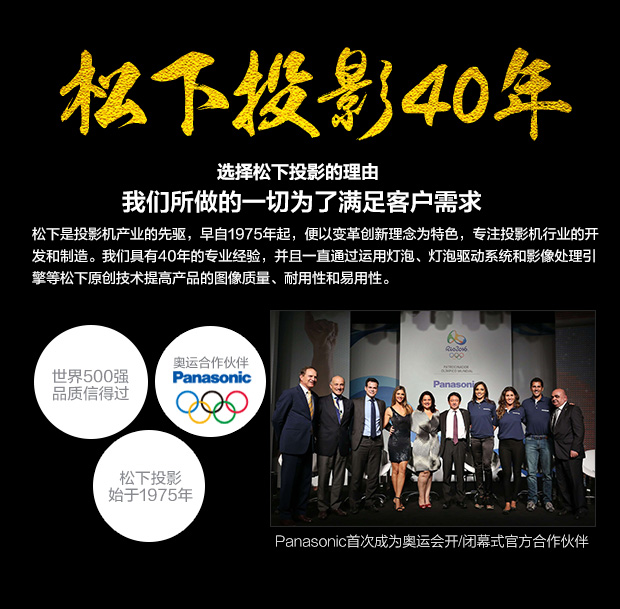 松下投影40年
选择松下投影的理由
我们所做的一切为了满足客户需求
松下是投影机产业的先驱，早自1975年起，便以变革创新理念为特色，专注投影机行业的开
发和制造。我们具有40年的专业经验，并且一直通过运用灯泡、灯泡驱动系统和影像处理引
擎等松下原创技术提高产品的图像质量、耐用性和易用性。
世界500强
品质信得过
奥运合作伙伴
Panasonic
松下投影
始于1975年
Panasonic
Panasonic首次成为奥运会开/闭幕式官方合作伙伴